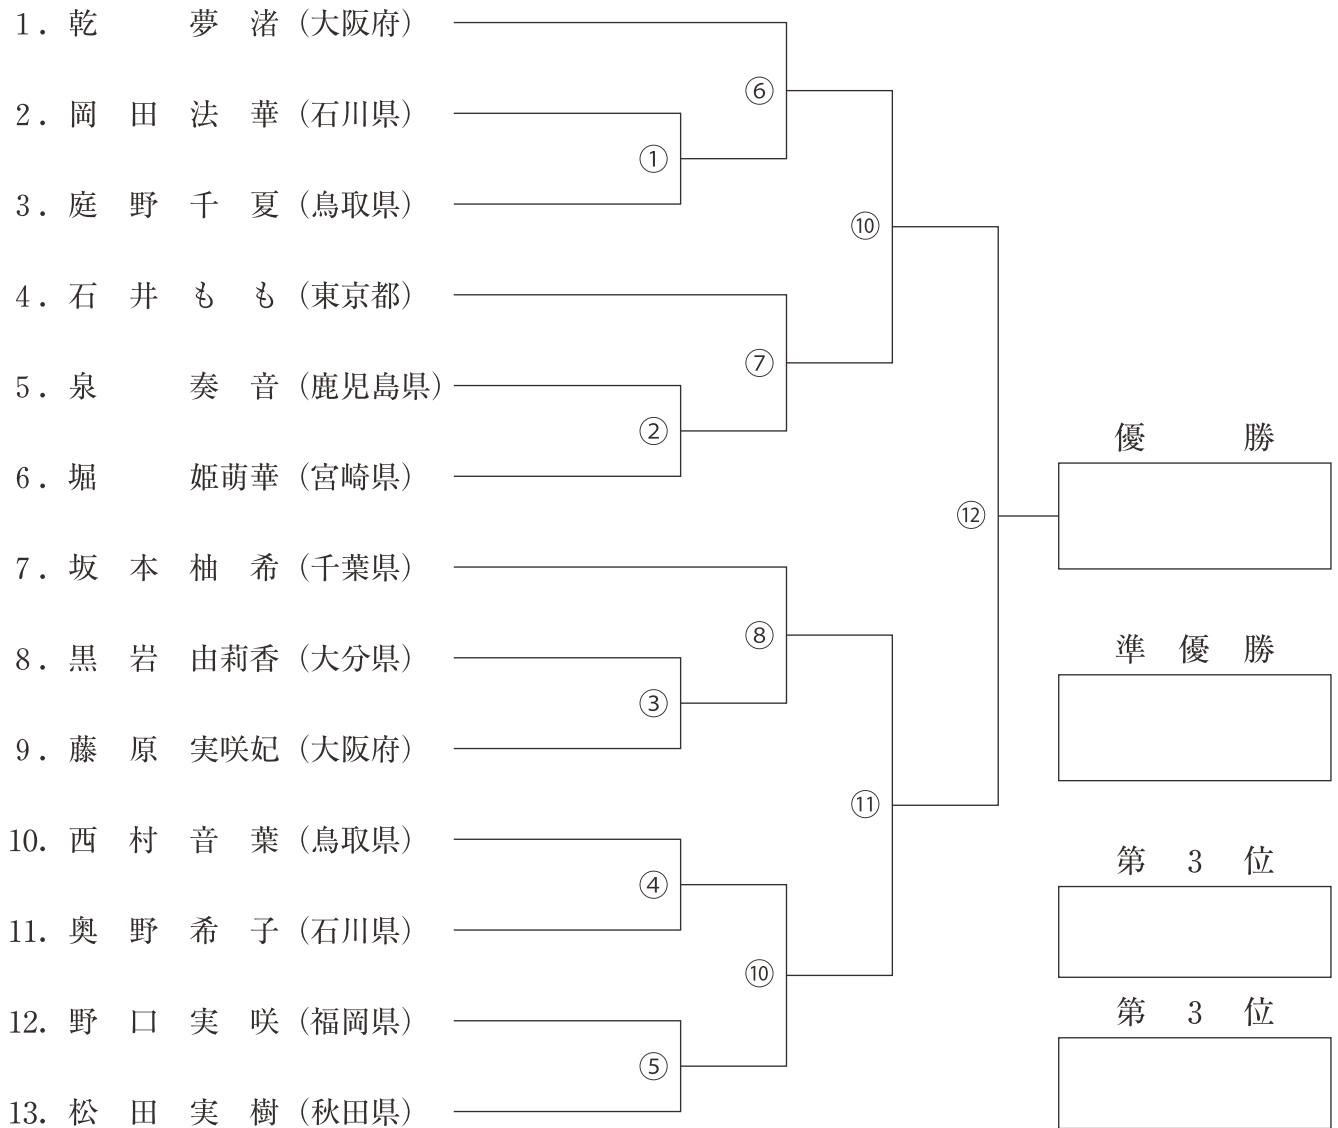 1．乾　夢渚（大阪府）
⑥
2．岡田法華（石川県）
①
3．庭野千夏（鳥取県）
⑩
4．石井もも（東京都）
⑦
5．泉　奏音（鹿児島県）
②
6．堀　姫萌華（宮崎県）
⑫
7．坂本柚希（千葉県）
⑧
8．黒岩由莉香（大分県）
③
9．藤原実咲妃（大阪府）
⑪
10．西村音葉（鳥取県）
④
11．奥野希子（石川県）
⑩
12．野口実咲（福岡県）
⑤
13．松田実樹（秋田県）
優勝
準優勝
第3位
第3位